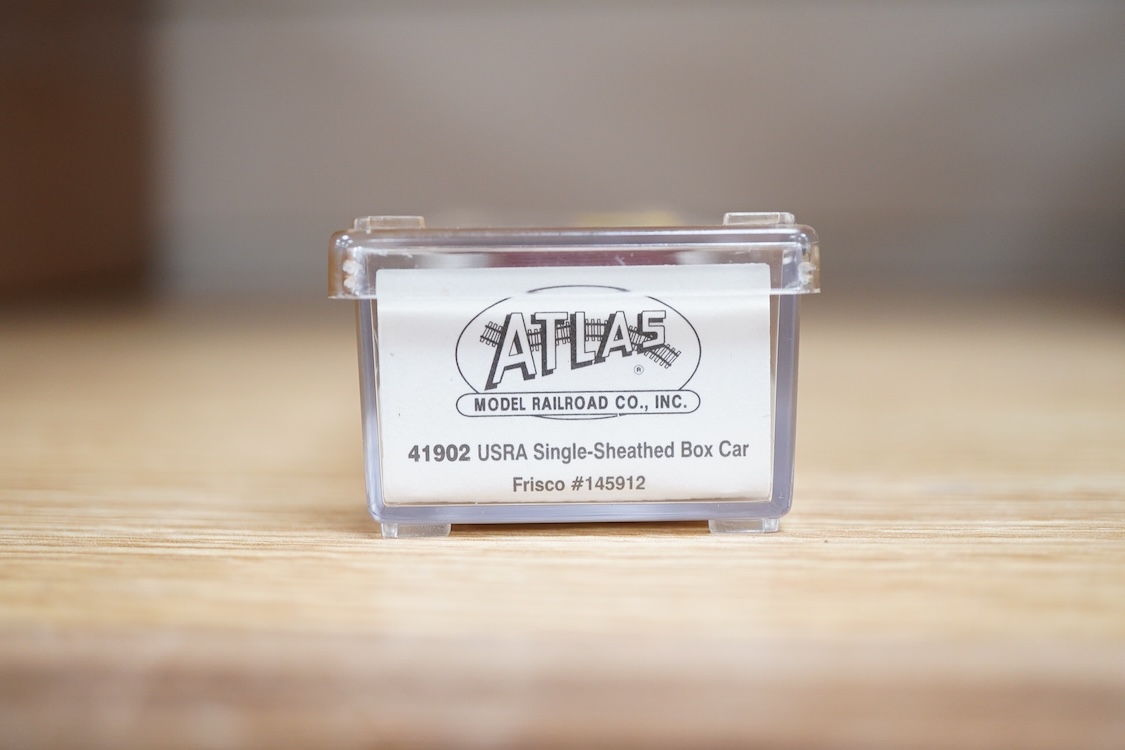 ATLAS
®
MODEL RAILROAD CO., INC.
41902 USRA Single-Sheathed Box Car
Frisco #145912